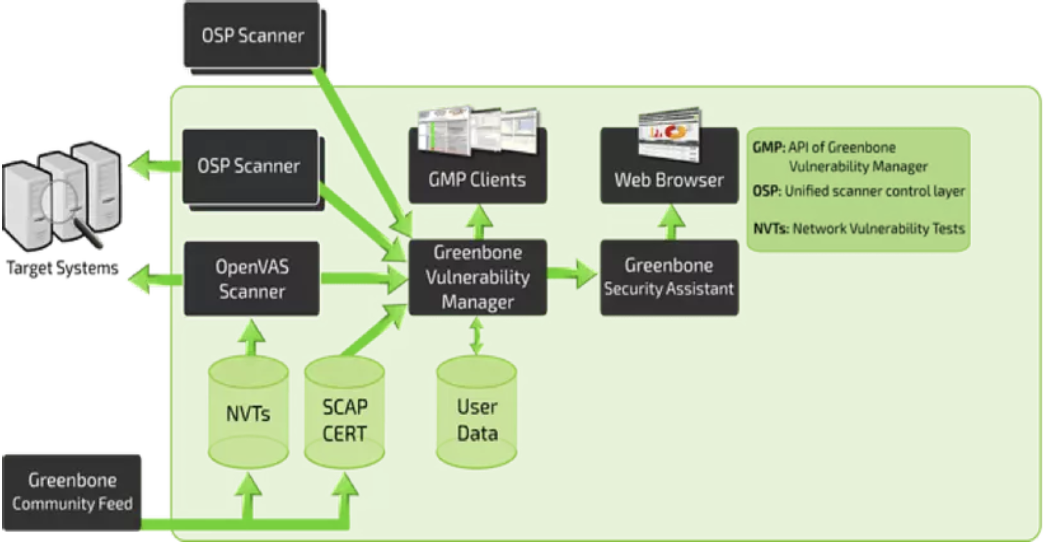 OSP Scanner
OSP Scanner
GMP Clients
Web Browser
GMP: API of Greenbone
Vulnerability Manager
OSP: Unified scanner control layer
NVTs: Network Vulnerability Tests
Target Systems
OpenVAS
Scanner
Greenbone
Vulnerability
Manager
Greenbone
Security Assistant
NVTs
SCAP
CERT
User
Data
Greenbone
Community Feed